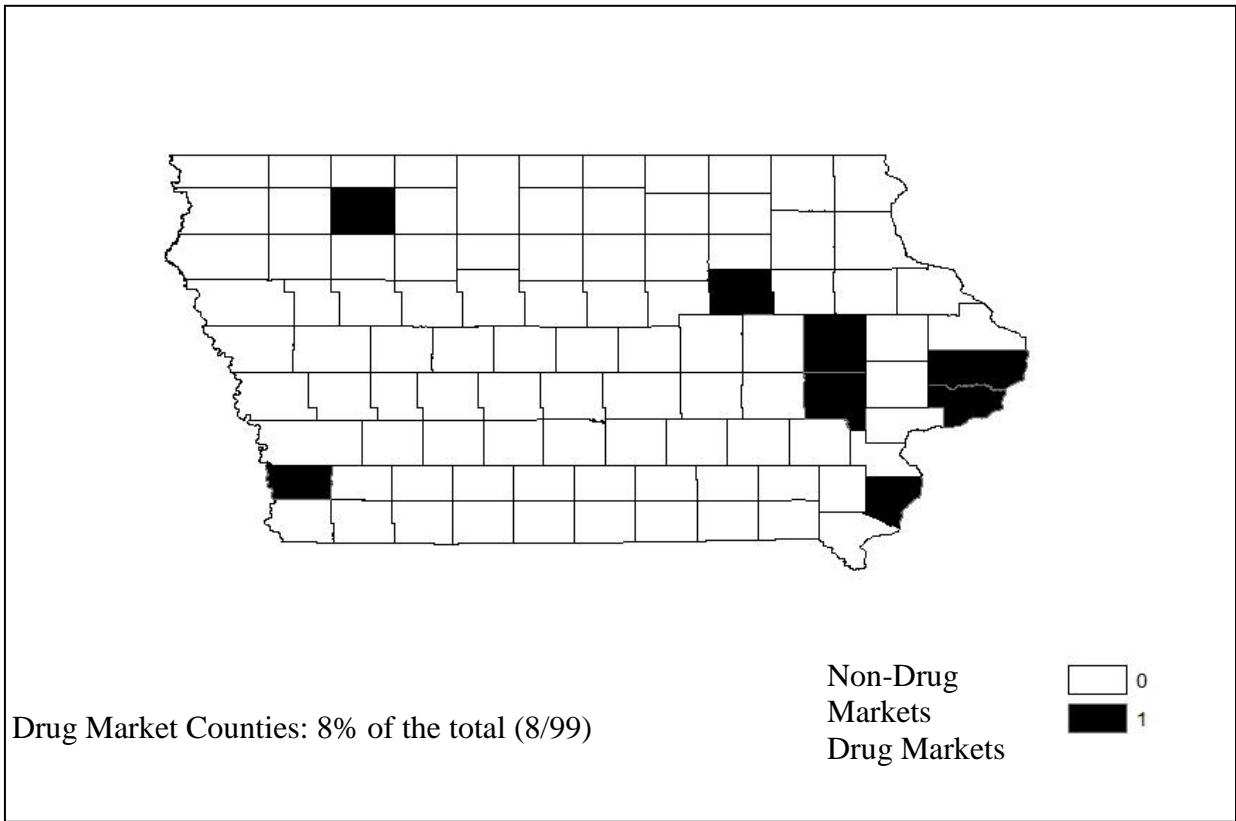 Non-Drug
Markets
Drug Markets
0
1
Drug Market Counties: 8% of the total (8/99)